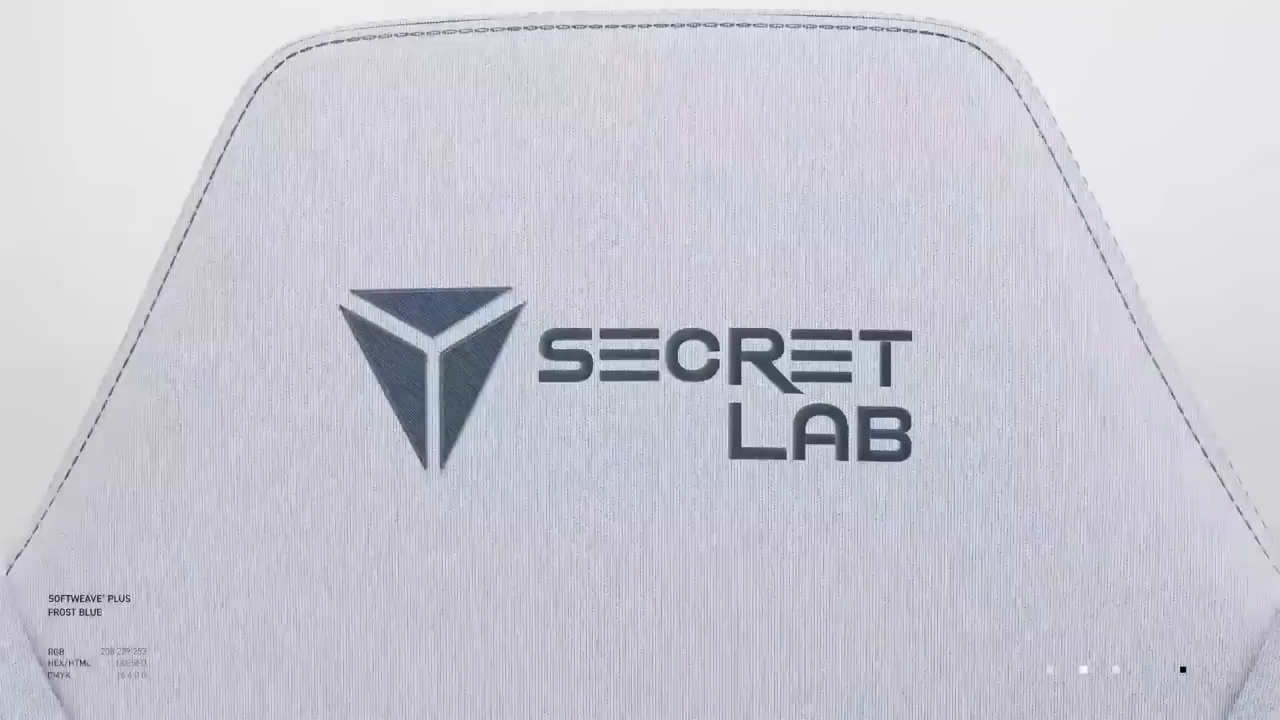 SECRET
LAB
SOFTWEAVE® PLUS
FROST BLUE
RGB
HEX/HTML
CMYK